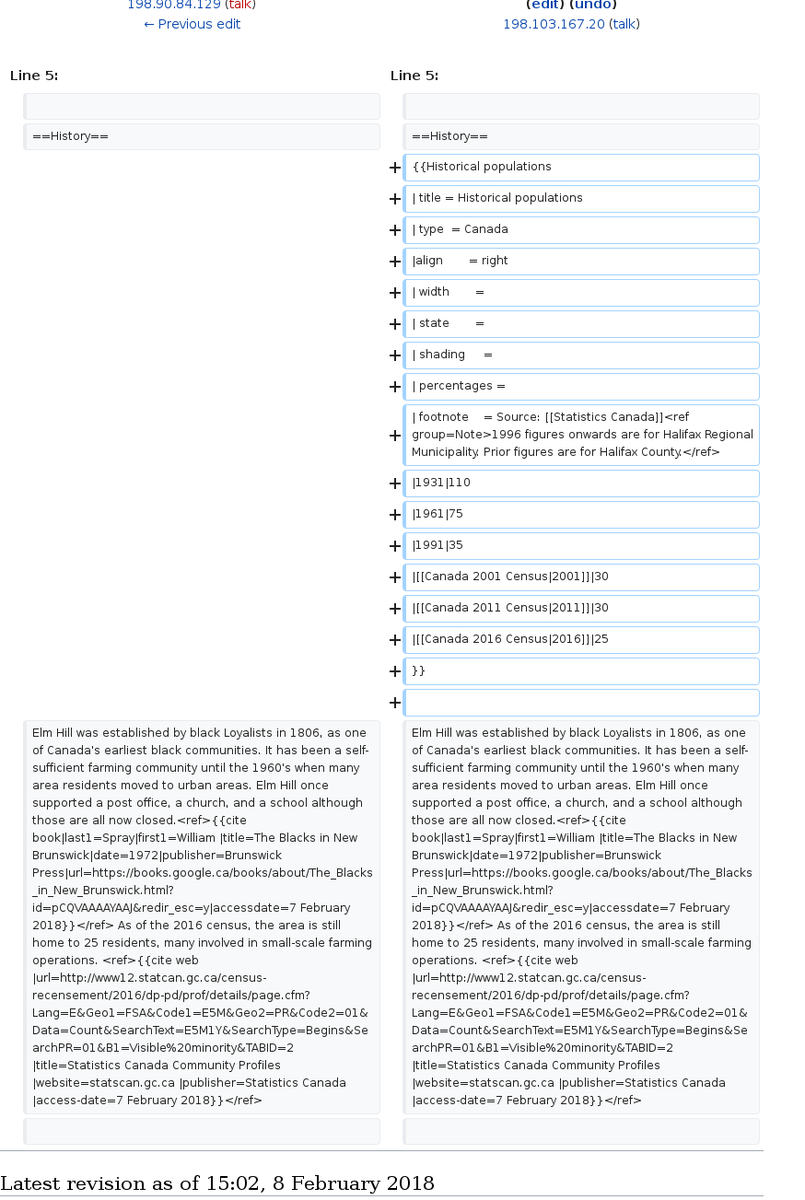 198.90.84.129 (talk)
← Previous edit
(edit) (undo)
198.103.167.20 (talk)
Line 5:
Line 5:
==History==
==History==
+ {{Historical populations
+ | title = Historical populations
+ | type  = Canada
+ |align       = right
+ | width       =
+ | state       =
+ | shading     =
+ | percentages =
+ | footnote    = Source: [[Statistics Canada]]<ref
group=Note>1996 figures onwards are for Halifax Regional
Municipality. Prior figures are for Halifax County.</ref>
+ |1931|110
+ |1961|75
+ |1991|35
+ |[[Canada 2001 Census|2001]]|30
+ |[[Canada 2011 Census|2011]]|30
+ |[[Canada 2016 Census|2016]]|25
+ }}
+
Elm Hill was established by black Loyalists in 1806, as one
of Canada's earliest black communities. It has been a self-
sufficient farming community until the 1960's when many
area residents moved to urban areas. Elm Hill once
supported a post office, a church, and a school although
those are all now closed.<ref>{{cite
book|last1=Spray|first1=William |title=The Blacks in New
Brunswick|date=1972|publisher=Brunswick
Press|url=https://books.google.ca/books/about/The_Blacks
_in_New_Brunswick.html?
id=pCQVAAAAYAAJ&redir_esc=y|accessdate=7 February
2018}}</ref> As of the 2016 census, the area is still
home to 25 residents, many involved in small-scale farming
operations. <ref>{{cite web
|url=http://www12.statcan.gc.ca/census-
recensement/2016/dp-pd/prof/details/page.cfm?
Lang=E&Geo1=FSA&Code1=E5M&Geo2=PR&Code2=01&
Data=Count&SearchText=E5M1Y&SearchType=Begins&Se
archPR=01&B1=Visible%20minority&TABID=2
|title=Statistics Canada Community Profiles
|website=statscan.gc.ca |publisher=Statistics Canada
|access-date=7 February 2018}}</ref>
Elm Hill was established by black Loyalists in 1806, as one
of Canada's earliest black communities. It has been a self-
sufficient farming community until the 1960's when many
area residents moved to urban areas. Elm Hill once
supported a post office, a church, and a school although
those are all now closed.<ref>{{cite
book|last1=Spray|first1=William |title=The Blacks in New
Brunswick|date=1972|publisher=Brunswick
Press|url=https://books.google.ca/books/about/The_Blacks
_in_New_Brunswick.html?
id=pCQVAAAAYAAJ&redir_esc=y|accessdate=7 February
2018}}</ref> As of the 2016 census, the area is still
home to 25 residents, many involved in small-scale farming
operations. <ref>{{cite web
|url=http://www12.statcan.gc.ca/census-
recensement/2016/dp-pd/prof/details/page.cfm?
Lang=E&Geo1=FSA&Code1=E5M&Geo2=PR&Code2=01&
Data=Count&SearchText=E5M1Y&SearchType=Begins&Se
archPR=01&B1=Visible%20minority&TABID=2
|title=Statistics Canada Community Profiles
|website=statscan.gc.ca |publisher=Statistics Canada
|access-date=7 February 2018}}</ref>
Latest revision as of 15:02, 8 February 2018